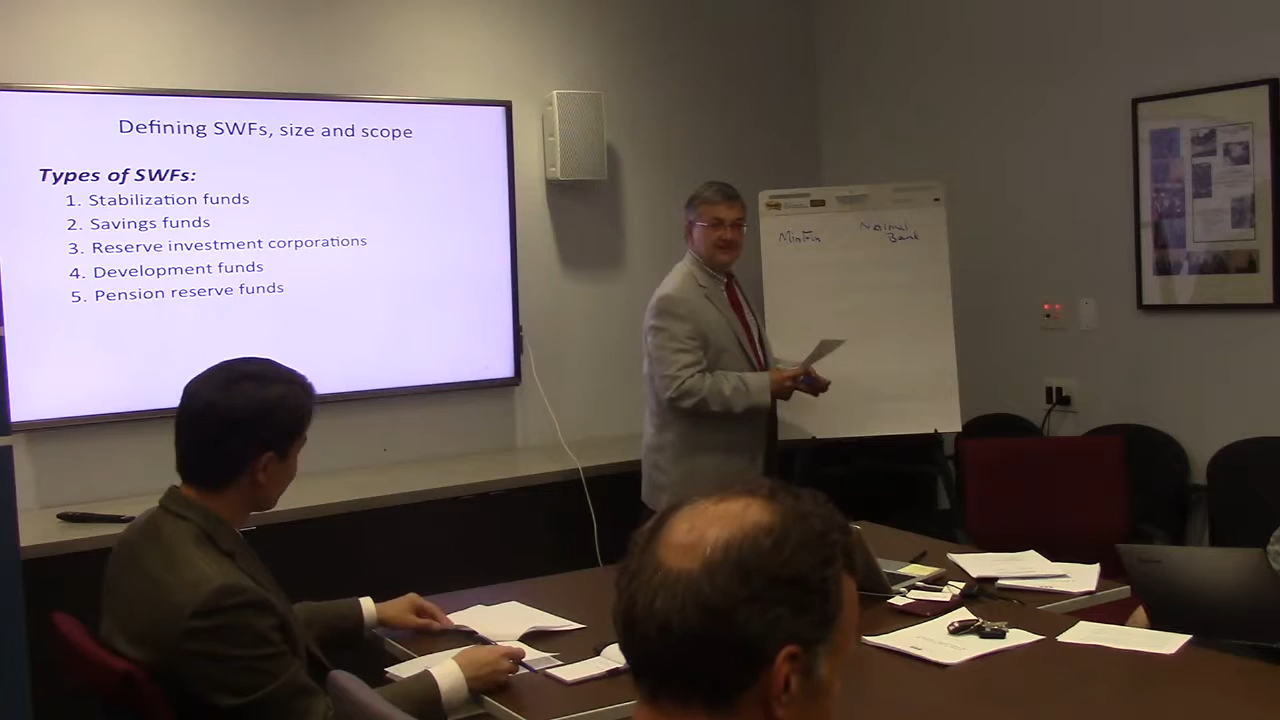 Defining SWFs, size and scope
Types of SWFs:
1. Stabilization funds
2. Savings funds
3. Reserve investment corporations
4. Development funds
5. Pension reserve funds
MinFin
Bank